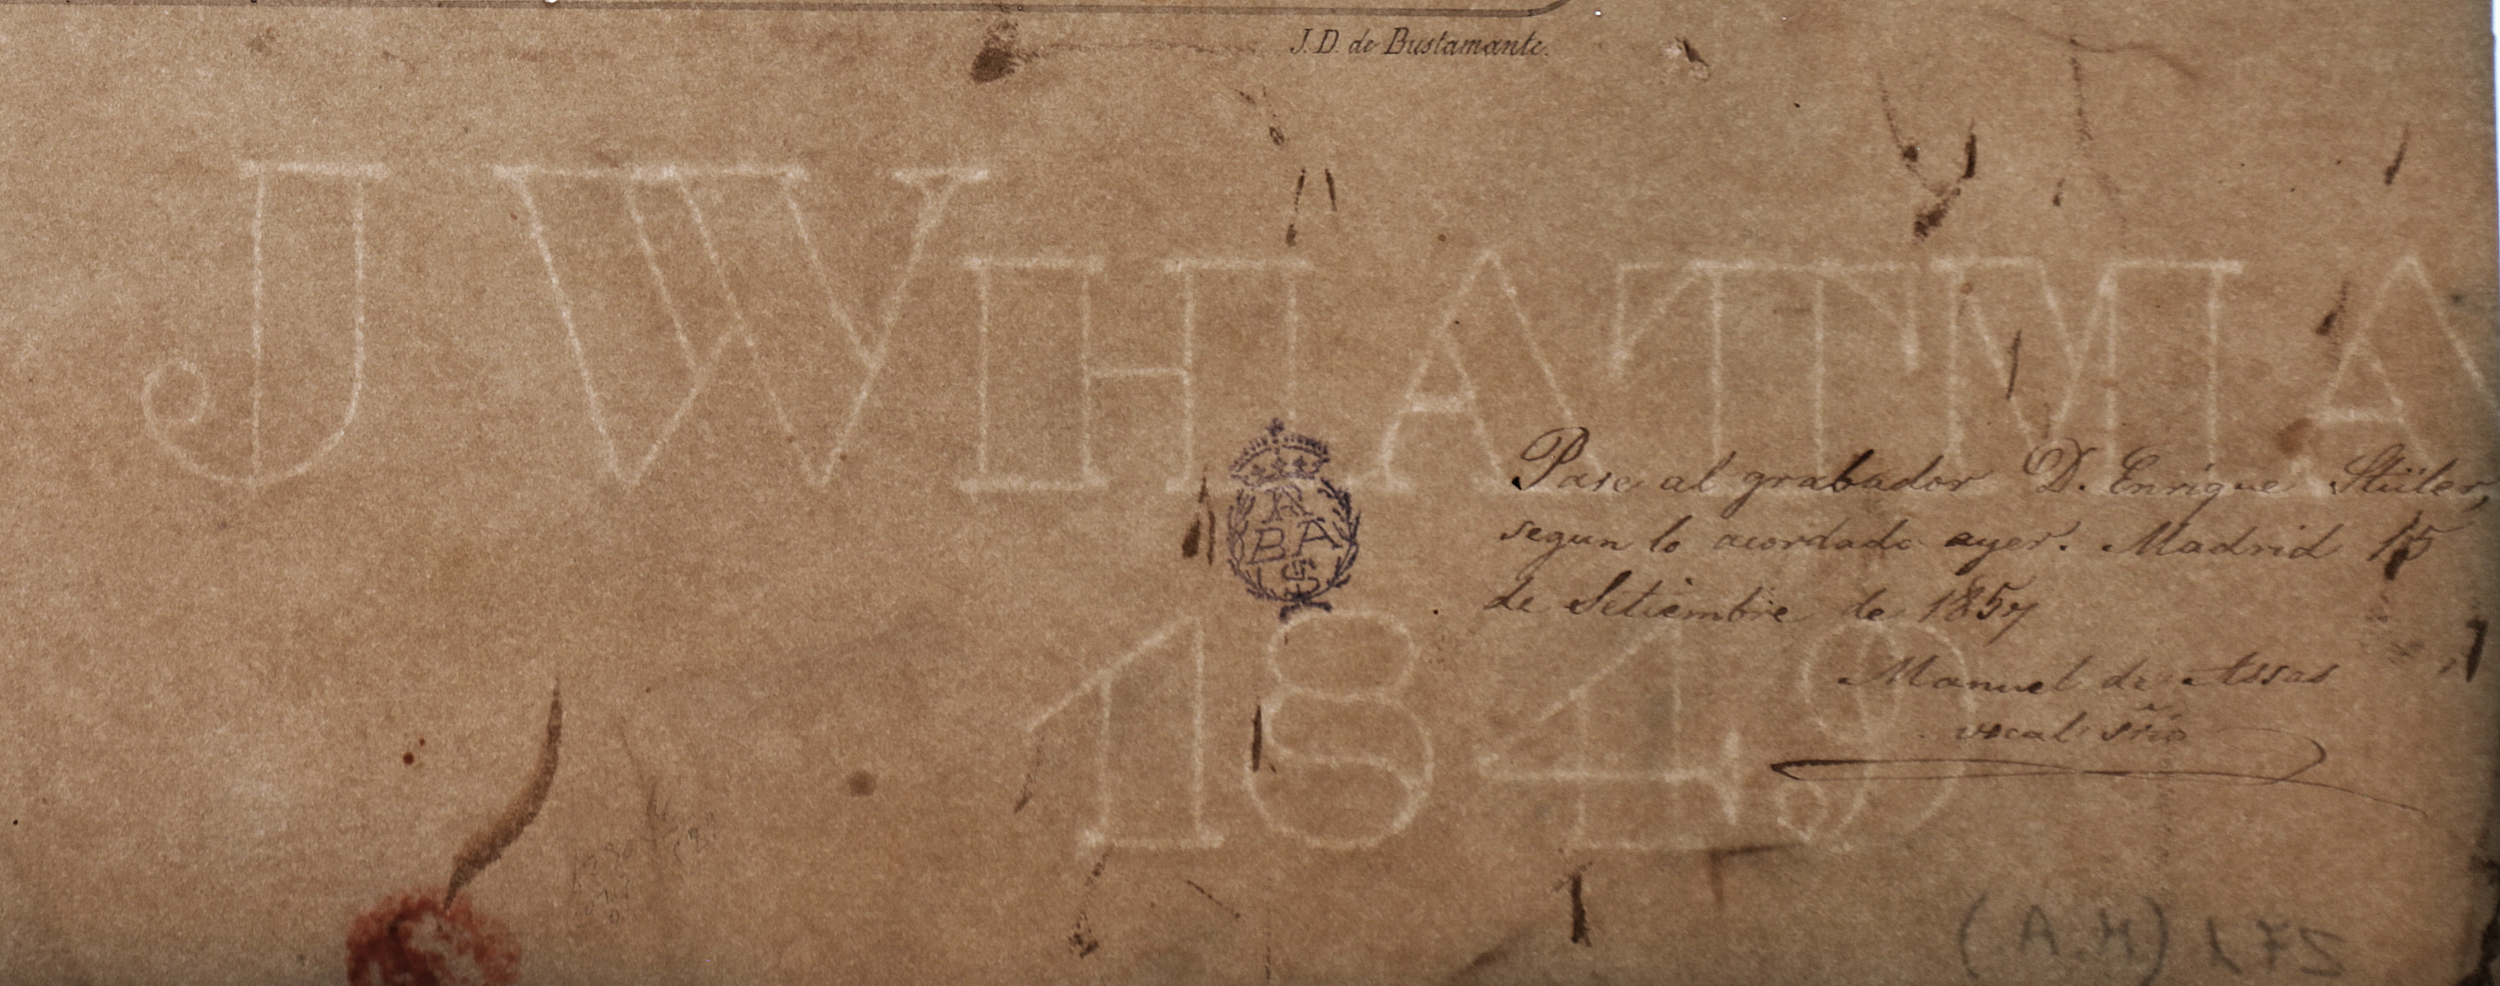 J. D. de Bustamante.
J WHATMA
Pase al grabador D. Enrique Stüler,
segun lo acordado ayer. Madrid 15
de Setiembre de 1857
A
BA
S
1849
Manuel de Assas
vocal srio
(A.H) 175